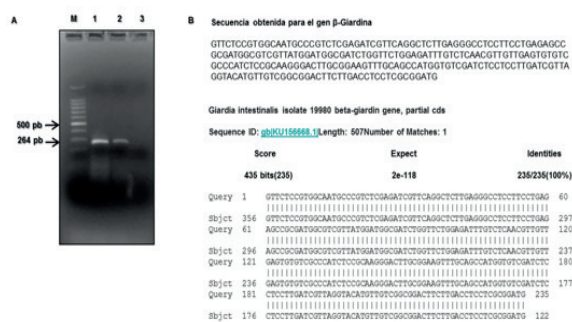 A
M 1 2 3
500 pb
264 pb
B
Secuencia obtenida para el gen β-Giardina
GTTCTCCGTGGCAATGCCCGTCTCGAGATCGTTCAGGCTCTTGAGGGCCTCCTTCCTGAGAGCC
GCGATGGCGTCGTTATGGATGGCGATCTGGTTCTGGAGATTTGTCTCAACGTTGTTGAGTGTGTC
GCCCATCTCCGCAAGGGACTTGCGGAAGTTTGCAGCCATGGTGTCGATCTCCTCCTTGATCGTTA
GGTACATGTTGTCGGCGGACTTCTTGACCTCCTCGCGGATG
Giardia intestinalis isolate 19980 beta-giardin gene, partial cds
Sequence ID: gb|KU156668.1|Length: 507Number of Matches: 1
Score Expect Identities
435 bits(235) 2e-118 235/235(100%)
Query 1 GTTCTCCGTGGCAATGCCCGTCTCGAGATCGTTCAGGCTCTTGAGGGCCTCCTTCCTGAG 60
Sbjct 356 GTTCTCCGTGGCAATGCCCGTCTCGAGATCGTTCAGGCTCTTGAGGGCCTCCTTCCTGAG 297
Query 61 AGCCGCGATGGCGTCGTTATGGATGGCGATCTGGTTCTGGAGATTTGTCTCAACGTTGTT 120
Sbjct 296 AGCCGCGATGGCGTCGTTATGGATGGCGATCTGGTTCTGGAGATTTGTCTCAACGTTGTT 237
Query 121 GAGTGTGTCGCCCATCTCCGCAAGGGACTTGCGGAAGTTTGCAGCCATGGTGTCGATCTC 180
Sbjct 236 GAGTGTGTCGCCCATCTCCGCAAGGGACTTGCGGAAGTTTGCAGCCATGGTGTCGATCTC 177
Query 181 CTCCTTGATCGTTAGGTACATGTTGTCGGCGGACTTCTTGACCTCCTCGCGGATG 235
Sbjct 176 CTCCTTGATCGTTAGGTACATGTTGTCGGCGGACTTCTTGACCTCCTCGCGGATG 122